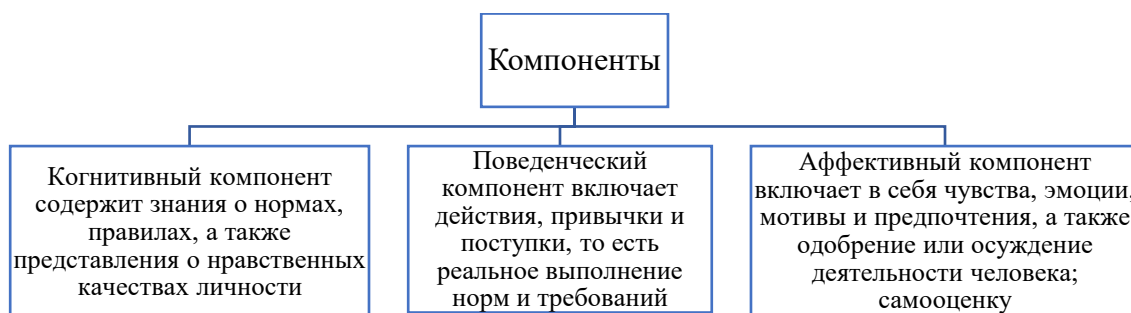 Компоненты
Когнитивный компонент
содержит знания о нормах,
правилах, а также
представления о нравственных
качествах личности
Поведенческий
компонент включает
действия, привычки и
поступки, то есть
реальное выполнение
норм и требований
Аффективный компонент
включает в себя чувства, эмоции,
мотивы и предпочтения, а также
одобрение или осуждение
деятельности человека;
самооценку